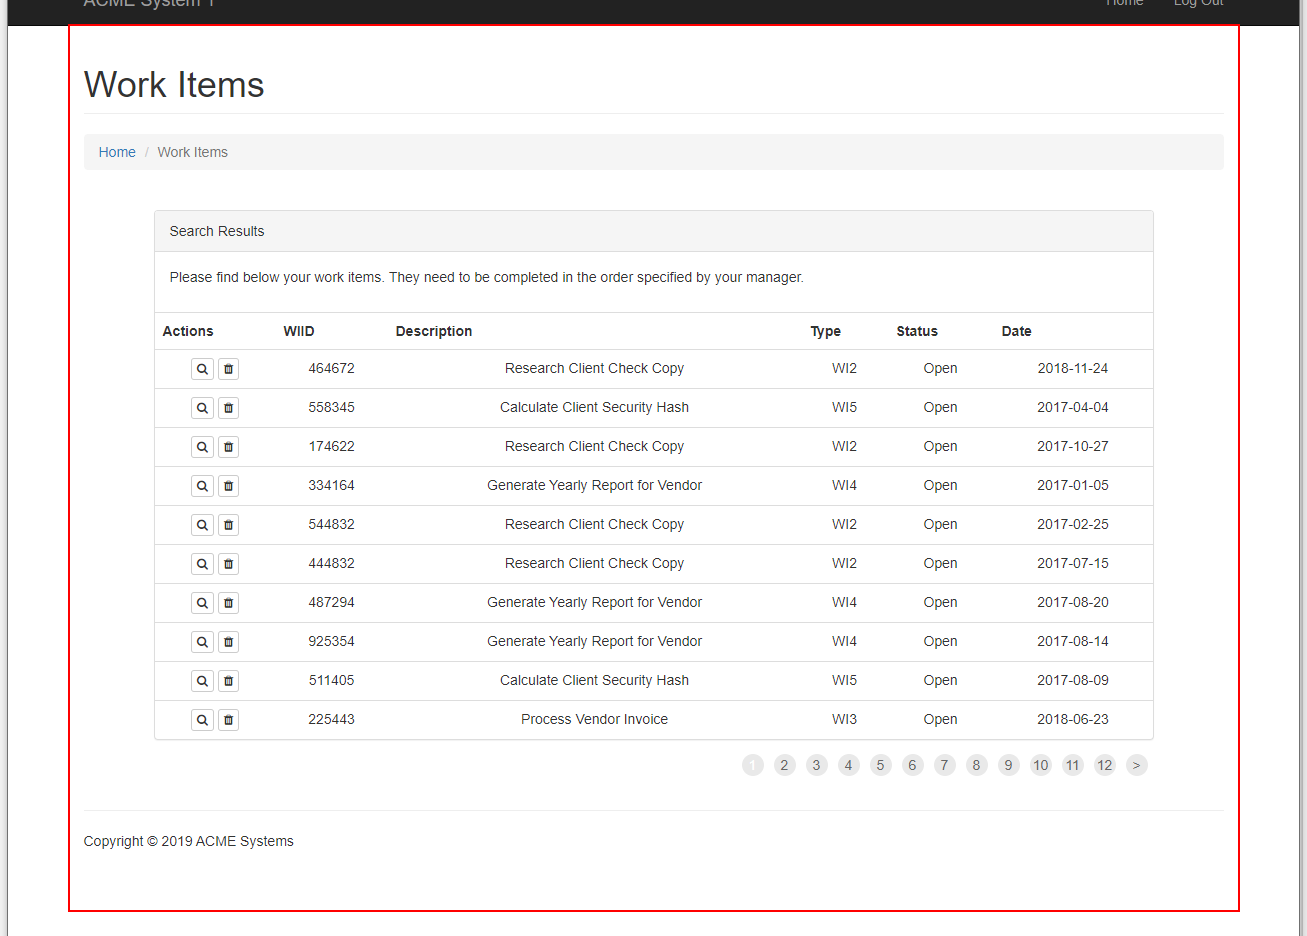 ACME System 1 Home Log Out
Work Items
Home / Work Items
Search Results
Please find below your work items. They need to be completed in the order specified by your manager.
Actions WIID Description Type Status Date
464672 Research Client Check Copy WI2 Open 2018-11-24
558345 Calculate Client Security Hash WI5 Open 2017-04-04
174622 Research Client Check Copy WI2 Open 2017-10-27
334164 Generate Yearly Report for Vendor WI4 Open 2017-01-05
544832 Research Client Check Copy WI2 Open 2017-02-25
444832 Research Client Check Copy WI2 Open 2017-07-15
487294 Generate Yearly Report for Vendor WI4 Open 2017-08-20
925354 Generate Yearly Report for Vendor WI4 Open 2017-08-14
511405 Calculate Client Security Hash WI5 Open 2017-08-09
225443 Process Vendor Invoice WI3 Open 2018-06-23
1 2 3 4 5 6 7 8 9 10 11 12 >
Copyright © 2019 ACME Systems